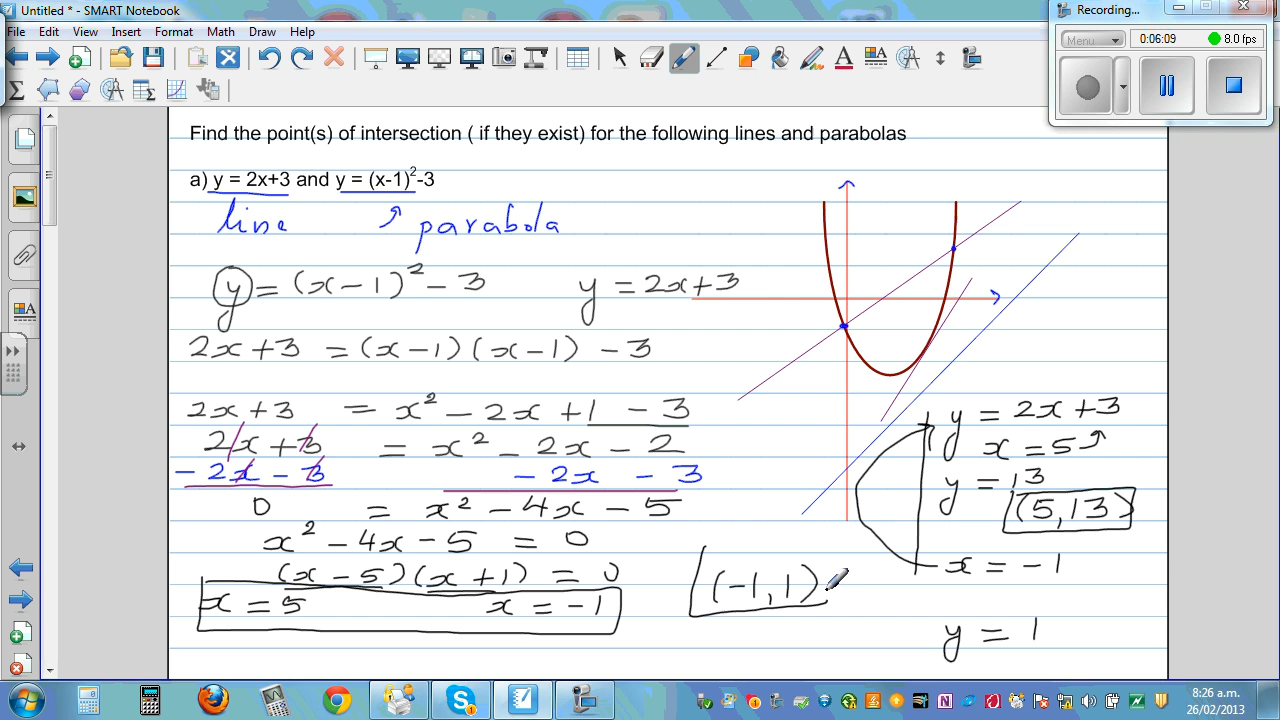 Untitled * - SMART Notebook
File Edit View Insert Format Math Draw Help
Recording...
Menu 0:06:09 8.0 fps
Find the point(s) of intersection ( if they exist) for the following lines and parabolas
a) y = 2x+3 and y = (x-1)²-3
line parabola
y = (x-1)² - 3 y = 2x+3
2x+3 = (x-1)(x-1) - 3
2x+3 = x² - 2x + 1 - 3
2x+3 = x² - 2x - 2
- 2x - 3 - 2x - 3
0 = x² - 4x - 5
x² - 4x - 5 = 0
(x - 5)(x + 1) = 0
x = 5 x = -1
y = 2x+3
x = 5
y = 13
(5,13)
x = -1
(-1,1)
y = 1
8:26 a.m.
26/02/2013